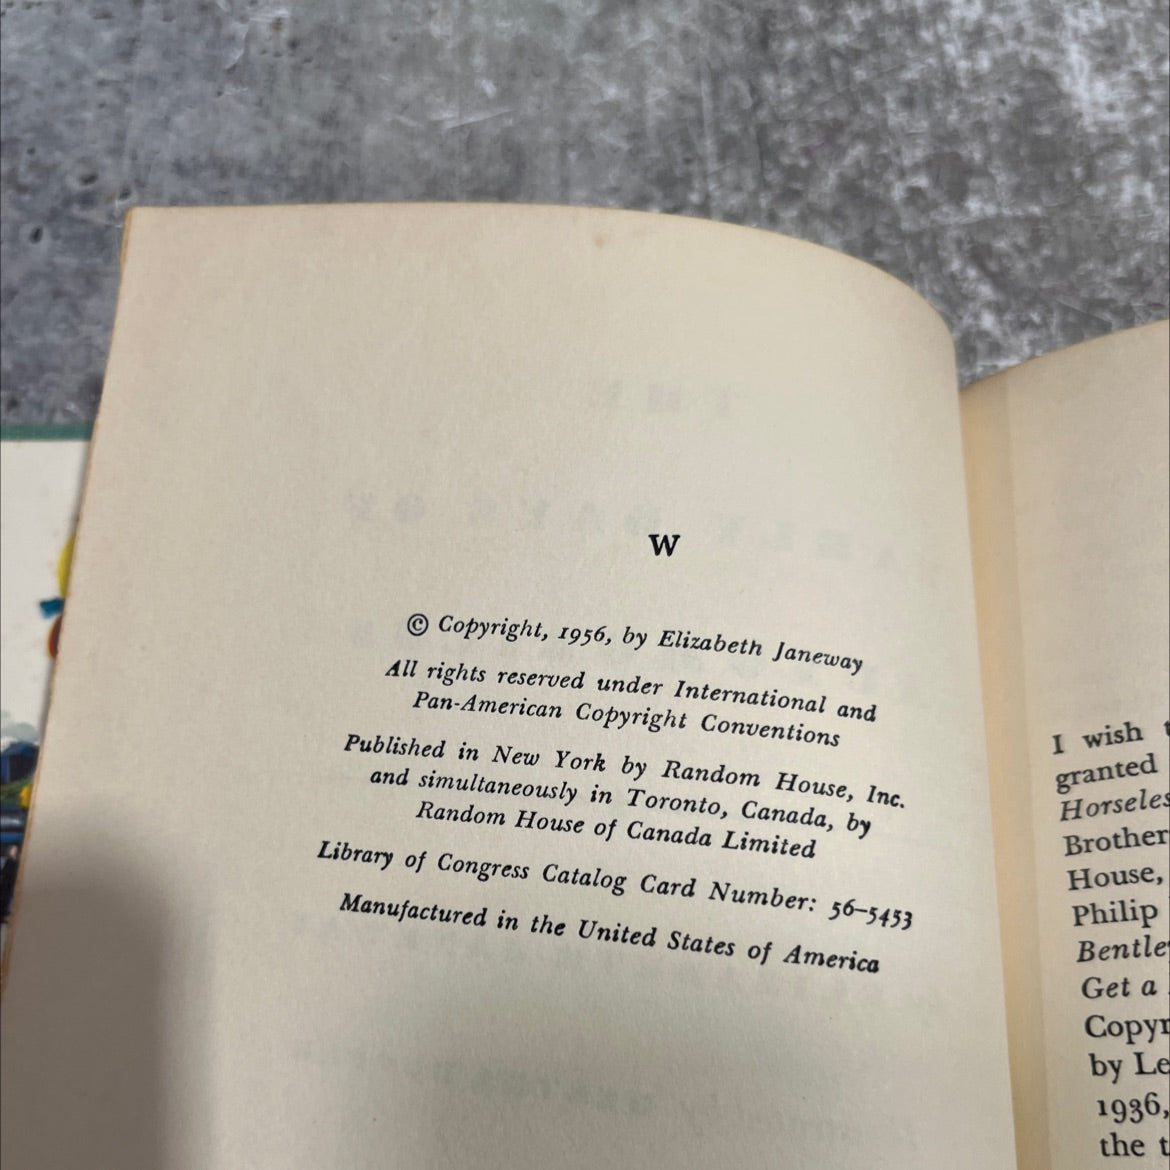 W
© Copyright, 1956, by Elizabeth Janeway
All rights reserved under International and
Pan-American Copyright Conventions
Published in New York by Random House, Inc.
and simultaneously in Toronto, Canada, by
Random House of Canada Limited
Library of Congress Catalog Card Number: 56–5453
Manufactured in the United States of America
I wish
granted
Horseles
Brother
House,
Philip
Bentle
Get a
Copyr
by Le
1936,
the t